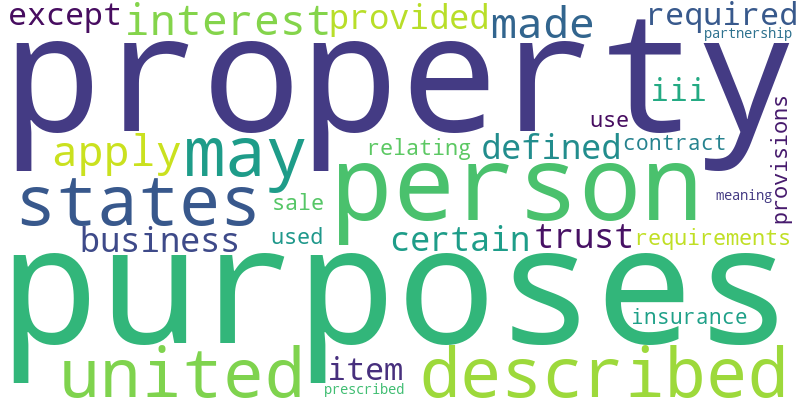 except interest provided made required
partnership
property
iii
use
provisions
apply may relating defined contract
states person
sale meaning
business used certain trust requirements
purposes
insurance
united item described
prescribed